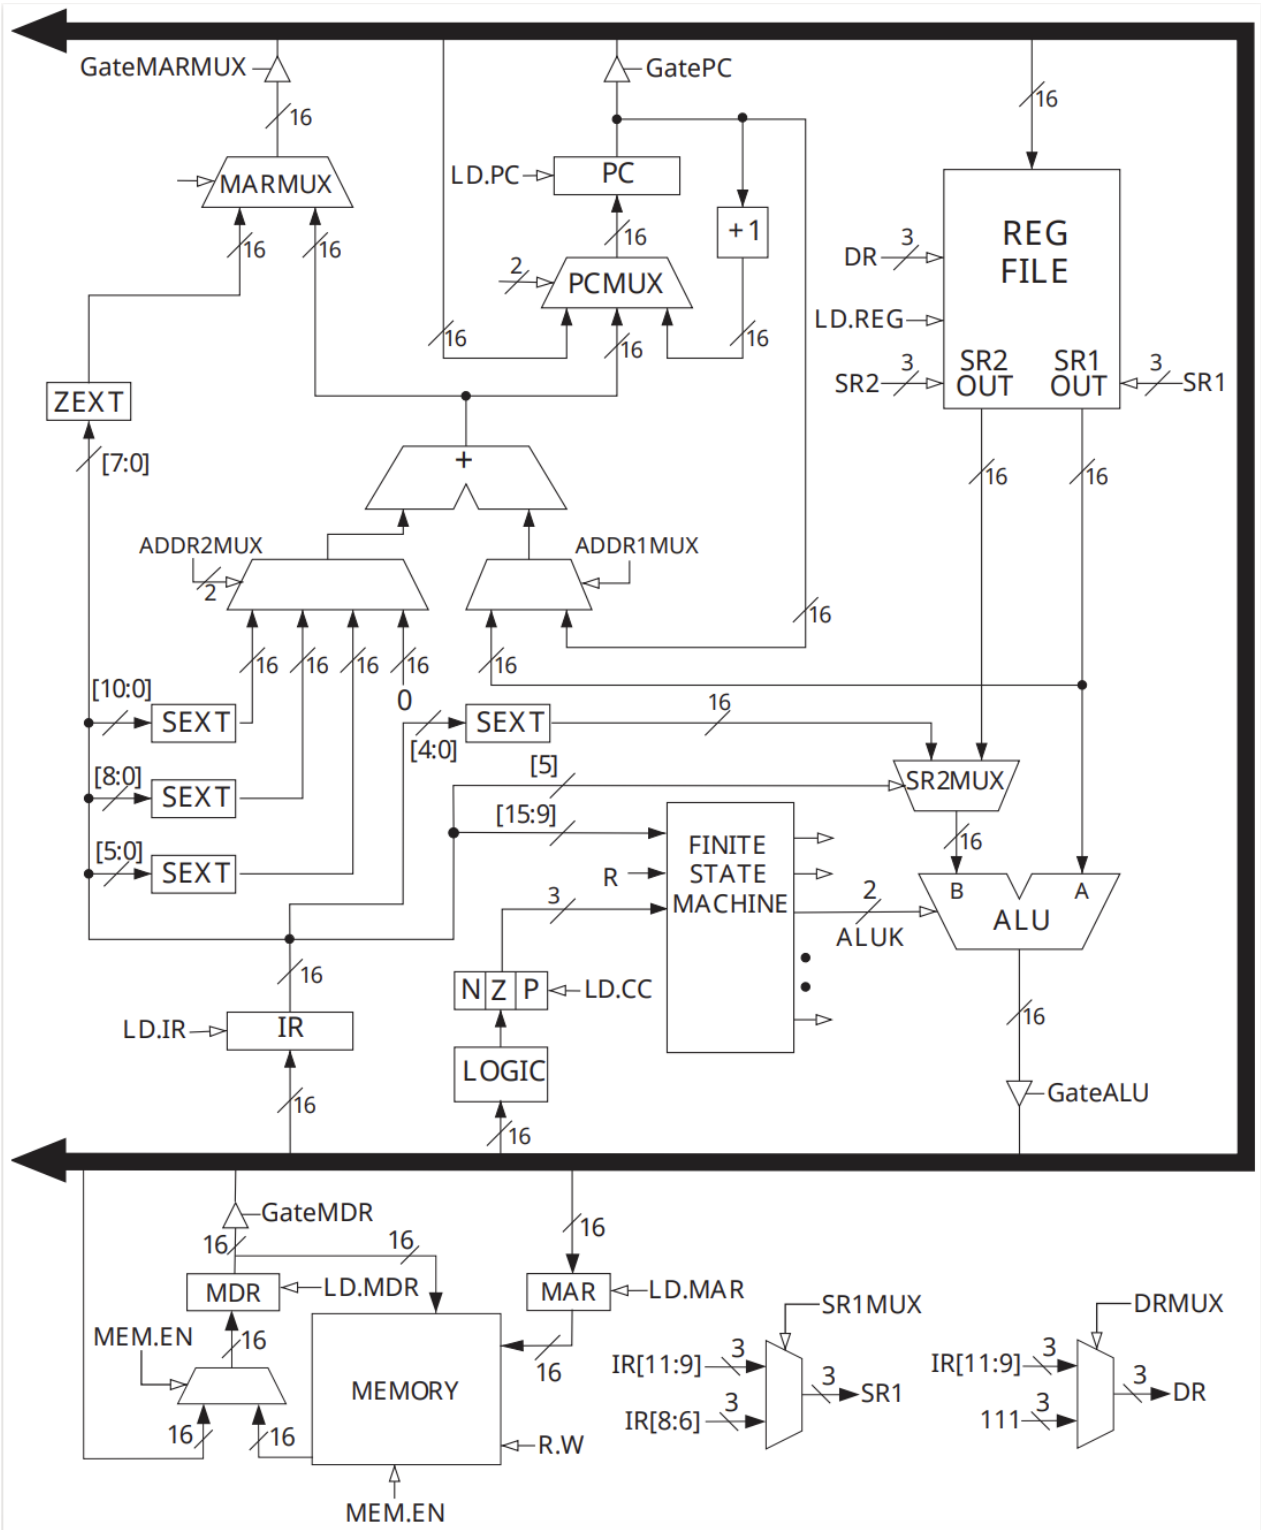 GateMARMUX
GatePC
16
16
LD.PC
PC
MARMUX
+1
REG
FILE
16
16
16
2
PCMUX
3
DR
LD.REG
16
16
16
SR2
OUT
SR1
OUT
3
SR2
3
SR1
ZEXT
[7:0]
+
16
16
ADDR2MUX
ADDR1MUX
2
16
16
16
16
16
16
0
[10:0]
SEXT
[4:0]
SEXT
16
[8:0]
SEXT
[5]
SR2MUX
[15:9]
16
[5:0]
SEXT
FINITE
STATE
MACHINE
R
3
2
ALUK
B
A
ALU
16
N Z P
LD.CC
LD.IR
IR
16
LOGIC
16
16
GateALU
GateMDR
16
16
16
MDR
LD.MDR
MAR
LD.MAR
SR1MUX
DRMUX
MEM.EN
16
16
MEMORY
IR[11:9]
3
3
SR1
IR[8:6]
3
IR[11:9]
3
3
DR
111
3
16
16
R.W
MEM.EN